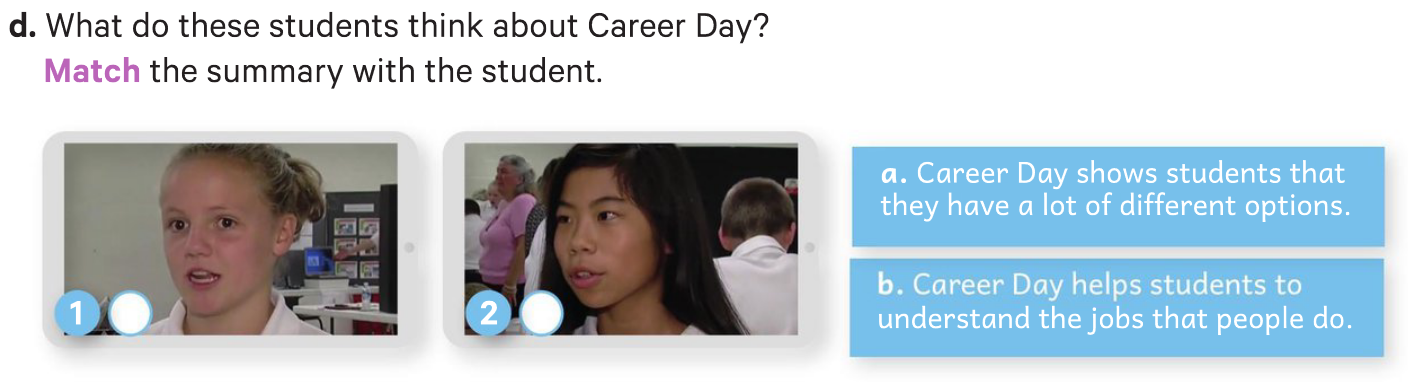 d. What do these students think about Career Day?
Match the summary with the student.
1
2
a. Career Day shows students that
they have a lot of different options.
b. Career Day helps students to
understand the jobs that people do.